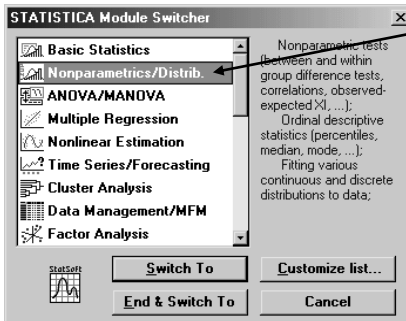 STATISTICA Module Switcher
Basic Statistics
Nonparametrics/Distrib.
ANOVA/MANOVA
Multiple Regression
Nonlinear Estimation
Time Series/Forecasting
Cluster Analysis
Data Management/MFM
Factor Analysis
Nonparametric tests
(between and within
group difference tests,
correlations, observed-
expected XI, ...);
Ordinal descriptive
statistics (percentiles,
median, mode, ...);
Fitting various
continuous and discrete
distributions to data;
StatSoft
Switch To
Customize list...
End & Switch To
Cancel